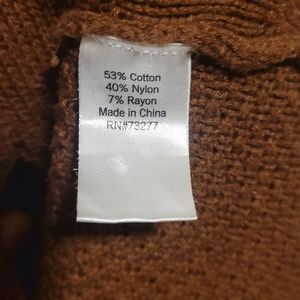 53% Cotton
40% Nylon
7% Rayon
Made in China
RN#73277